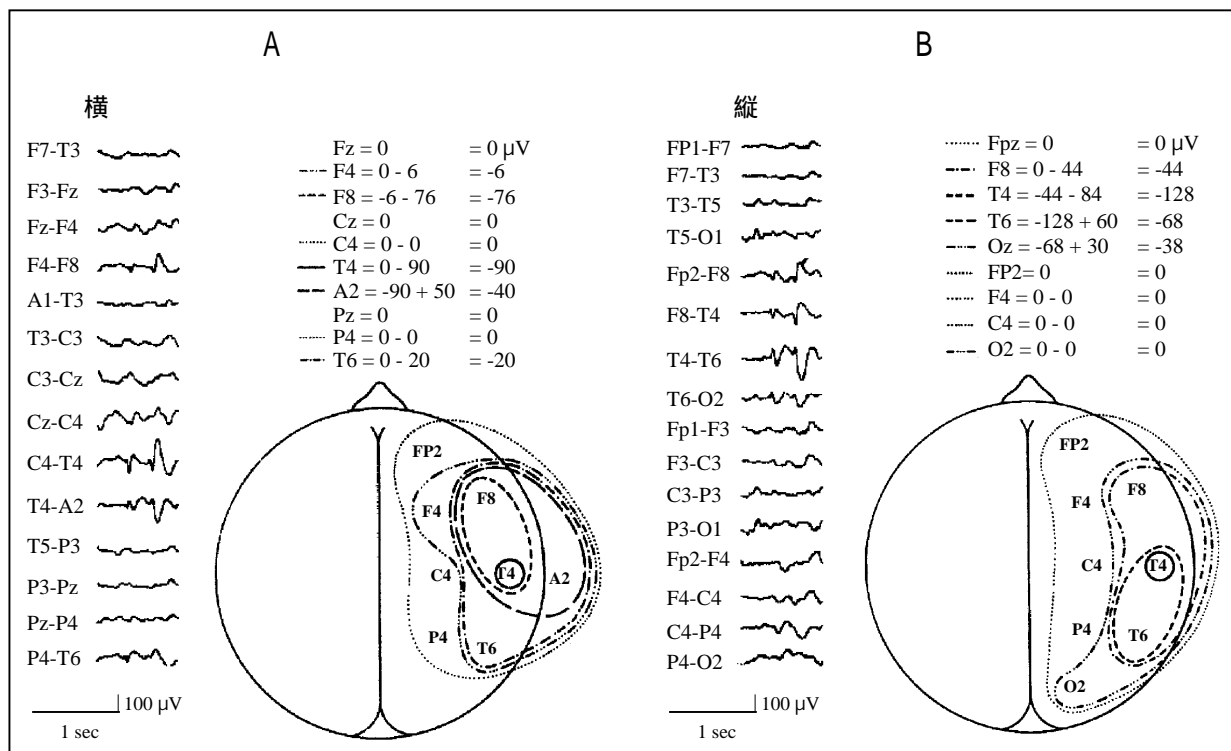 A
横
F7-T3
F3-Fz
Fz-F4
F4-F8
A1-T3
T3-C3
C3-Cz
Cz-C4
C4-T4
T4-A2
T5-P3
P3-Pz
Pz-P4
P4-T6
100 µV
1 sec
Fz = 0 = 0 µV
F4 = 0 - 6 = -6
F8 = -6 - 76 = -76
Cz = 0 = 0
C4 = 0 - 0 = 0
T4 = 0 - 90 = -90
A2 = -90 + 50 = -40
Pz = 0 = 0
P4 = 0 - 0 = 0
T6 = 0 - 20 = -20
FP2
F8
F4
C4
T4
A2
P4
T6
B
縦
FP1-F7
F7-T3
T3-T5
T5-O1
Fp2-F8
F8-T4
T4-T6
T6-O2
Fp1-F3
F3-C3
C3-P3
P3-O1
Fp2-F4
F4-C4
C4-P4
P4-O2
100 µV
1 sec
Fpz = 0 = 0 µV
F8 = 0 - 44 = -44
T4 = -44 - 84 = -128
T6 = -128 + 60 = -68
Oz = -68 + 30 = -38
FP2= 0 = 0
F4 = 0 - 0 = 0
C4 = 0 - 0 = 0
O2 = 0 - 0 = 0
FP2
F8
F4
C4
T4
P4
T6
O2